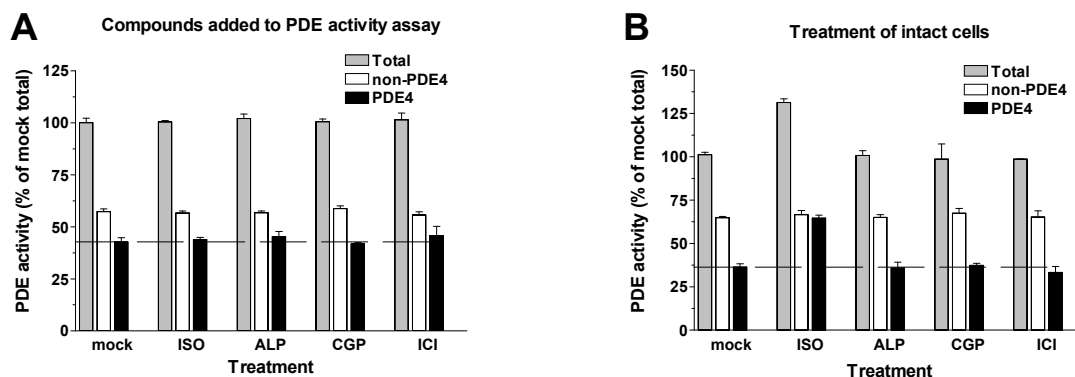 A
Compounds added to PDE activity assay
Total
non-PDE4
PDE4
PDE activity (% of mock total)
125
100
75
50
25
0
mock ISO ALP CGP ICI
Treatment
B
Treatment of intact cells
Total
non-PDE4
PDE4
PDE activity (% of mock total)
150
125
100
75
50
25
0
mock ISO ALP CGP ICI
Treatment